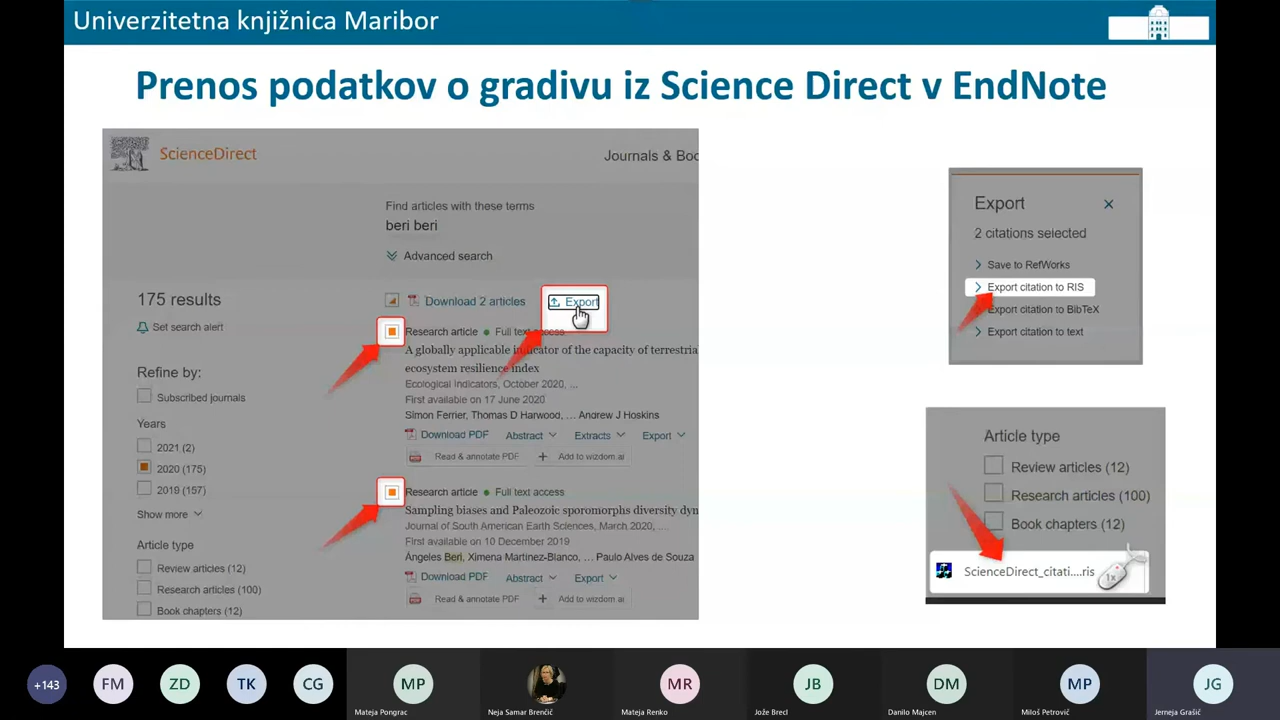 Univerzitetna knjižnica Maribor
Prenos podatkov o gradivu iz Science Direct v EndNote
ScienceDirect
Journals & Boo
Find articles with these terms
beri beri
Advanced search
175 results
Set search alert
Download 2 articles
Export
Research article ● Full text access
A globally applicable indicator of the capacity of terrestria
ecosystem resilience index
Ecological Indicators, October 2020, ...
First available on 17 June 2020
Simon Ferrier, Thomas D Harwood, ... Andrew J Hoskins
Download PDF Abstract Extracts Export
Read & annotate PDF + Add to wizdom.ai
Refine by:
Subscribed journals
Years
2021 (2)
2020 (175)
2019 (157)
Show more
Article type
Review articles (12)
Research articles (100)
Book chapters (12)
Research article ● Full text access
Sampling biases and Paleozoic sporomorphs diversity dyn
Journal of South American Earth Sciences, March 2020, ...
First available on 10 December 2019
Ángeles Beri, Ximena Martínez-Blanco, ... Paulo Alves de Souza
Download PDF Abstract Export
Read & annotate PDF + Add to wizdom.ai
Export
2 citations selected
Save to RefWorks
Export citation to RIS
Export citation to BibTeX
Export citation to text
Article type
Review articles (12)
Research articles (100)
Book chapters (12)
ScienceDirect_citati....ris
1x
+143
FM
ZD
TK
CG
MP
Mateja Pongrac
Neja Samar Brenčič
MR
Mateja Renko
JB
Jože Brecl
DM
Danilo Majcen
MP
Miloš Petrovič
JG
Jerneja Grašič